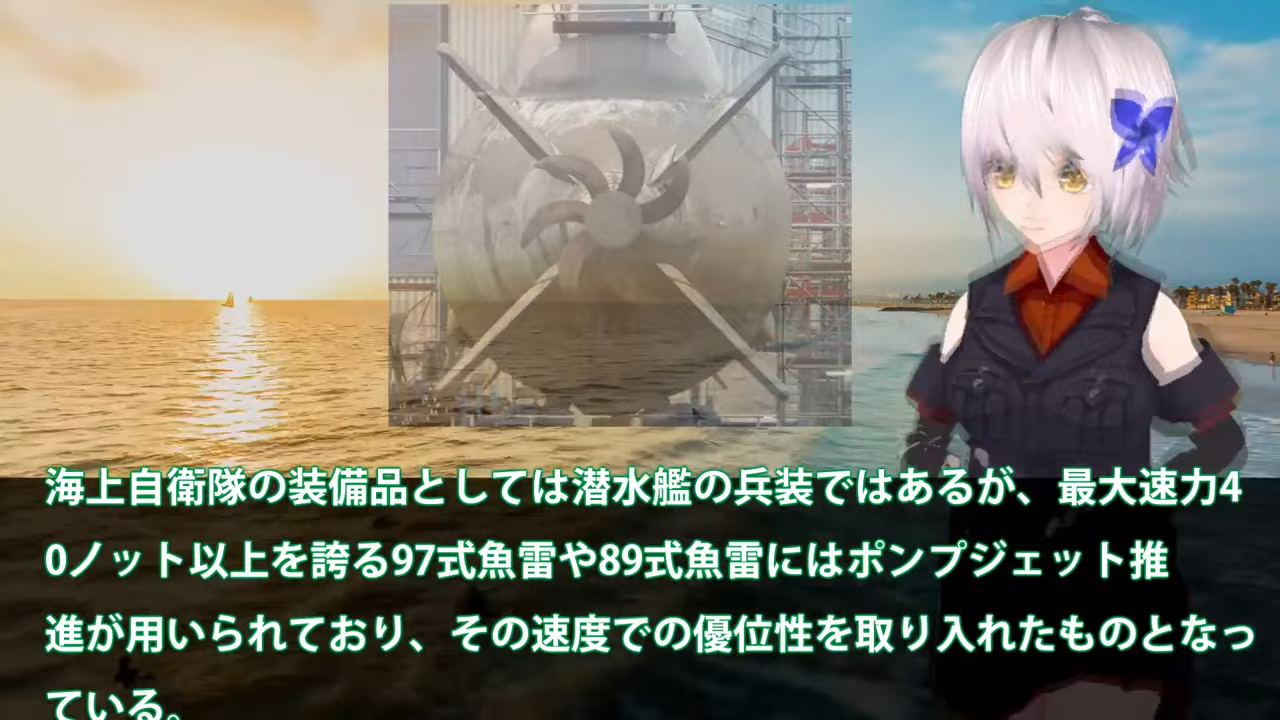 海上自衛隊の装備品としては潜水艦の兵装ではあるが、最大速力4
0ノット以上を誇る97式魚雷や89式魚雷にはポンプジェット推
進が用いられており、その速度での優位性を取り入れたものとなっ
ている。